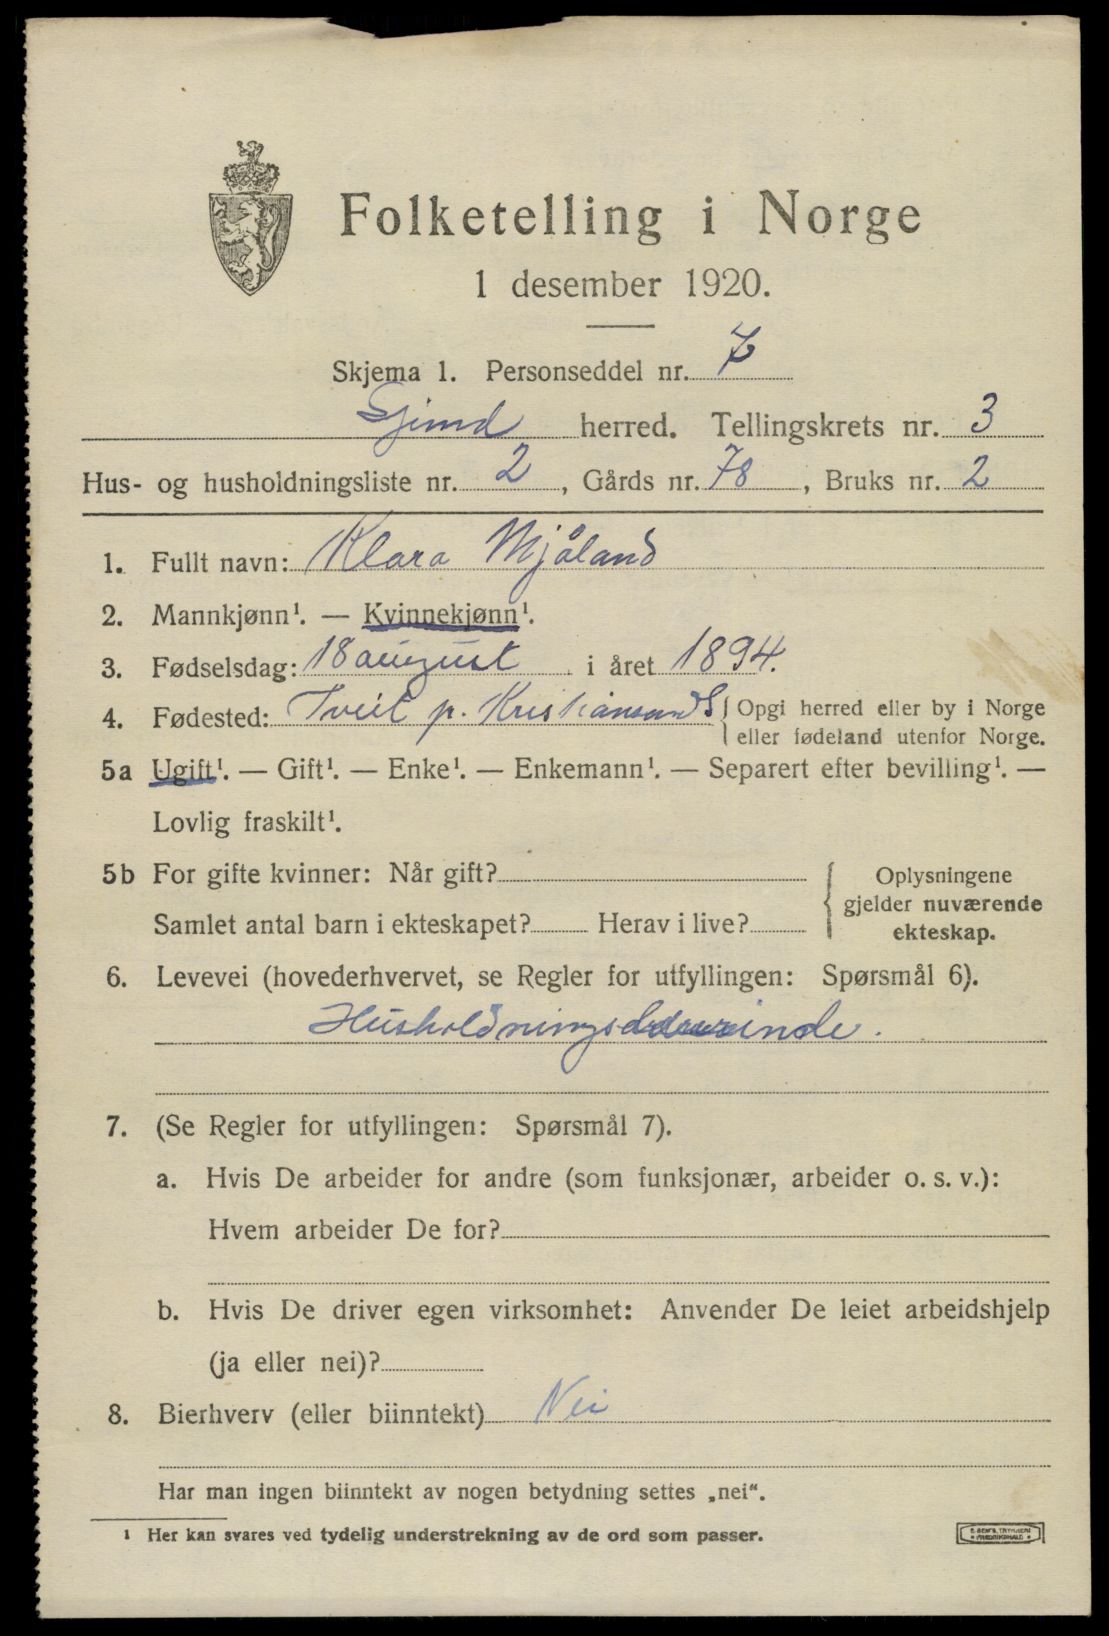 Folketelling i Norge
1 desember 1920.
Skjema 1. Personseddel nr. 7
herred. Tellingskrets nr. 3
Hus- og husholdningsliste nr. 2, Gårds nr. 78, Bruks nr. 2
1. Fullt navn: Klara Mjåland
2. Mannkjønn¹. — Kvinnekjønn¹.
3. Fødselsdag: 18 august i året 1894.
4. Fødested: Tveit p. Kristiansand S { Opgi herred eller by i Norge
eller fødeland utenfor Norge.
5a Ugift¹. — Gift¹. — Enke¹. — Enkemann¹. — Separert efter bevilling¹. —
Lovlig fraskilt¹.
5b For gifte kvinner: Når gift?
Samlet antal barn i ekteskapet? Herav i live?
Oplysningene
gjelder nuværende
ekteskap.
6. Levevei (hovederhvervet, se Regler for utfyllingen: Spørsmål 6).
7. (Se Regler for utfyllingen: Spørsmål 7).
a. Hvis De arbeider for andre (som funksjonær, arbeider o. s. v.):
Hvem arbeider De for?
b. Hvis De driver egen virksomhet: Anvender De leiet arbeidshjelp
(ja eller nei)?
8. Bierhverv (eller biinntekt) Nei
Har man ingen biinntekt av nogen betydning settes „nei“.
¹ Her kan svares ved tydelig understrekning av de ord som passer.